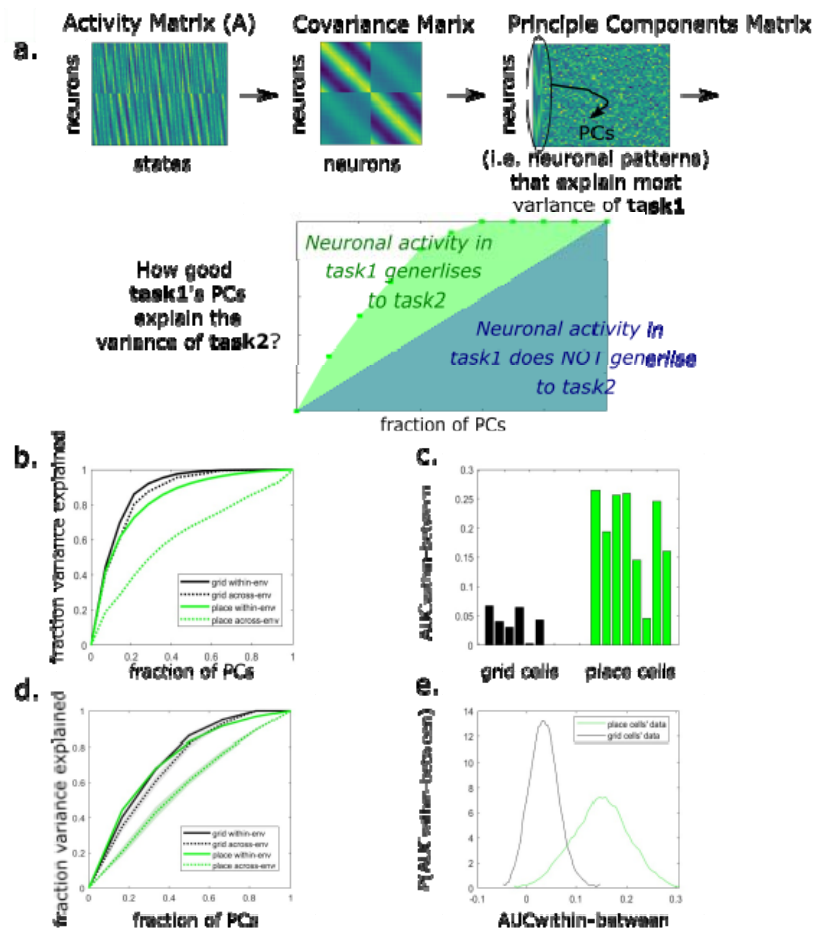 a.
Activity Matrix (A)
Covariance Marix
Principle Components Matrix
neurons
states
neurons
neurons
neurons
PCs
(i.e. neuronal patterns)
that explain most
variance of task1
How good
task1's PCs
explain the
variance of task2?
Neuronal activity in
task1 generlises
to task2
Neuronal activity in
task1 does NOT generlise
to task2
fraction of PCs
b.
fraction variance explained
1
0.8
0.6
0.4
0.2
0
0 0.2 0.4 0.6 0.8 1
grid within-env
grid across-env
place within-env
place across-env
fraction of PCs
c.
AUCwithin-between
0.3
0.25
0.2
0.15
0.1
0.05
0
grid cells
place cells
d.
fraction variance explained
1
0.8
0.6
0.4
0.2
0
0 0.2 0.4 0.6 0.8 1
grid within-env
grid across-env
place within-env
place across-env
fraction of PCs
e.
P(AUCwithin-between)
14
12
10
8
6
4
2
0
-0.1 0 0.1 0.2 0.3
place cells' data
grid cells' data
AUCwithin-between